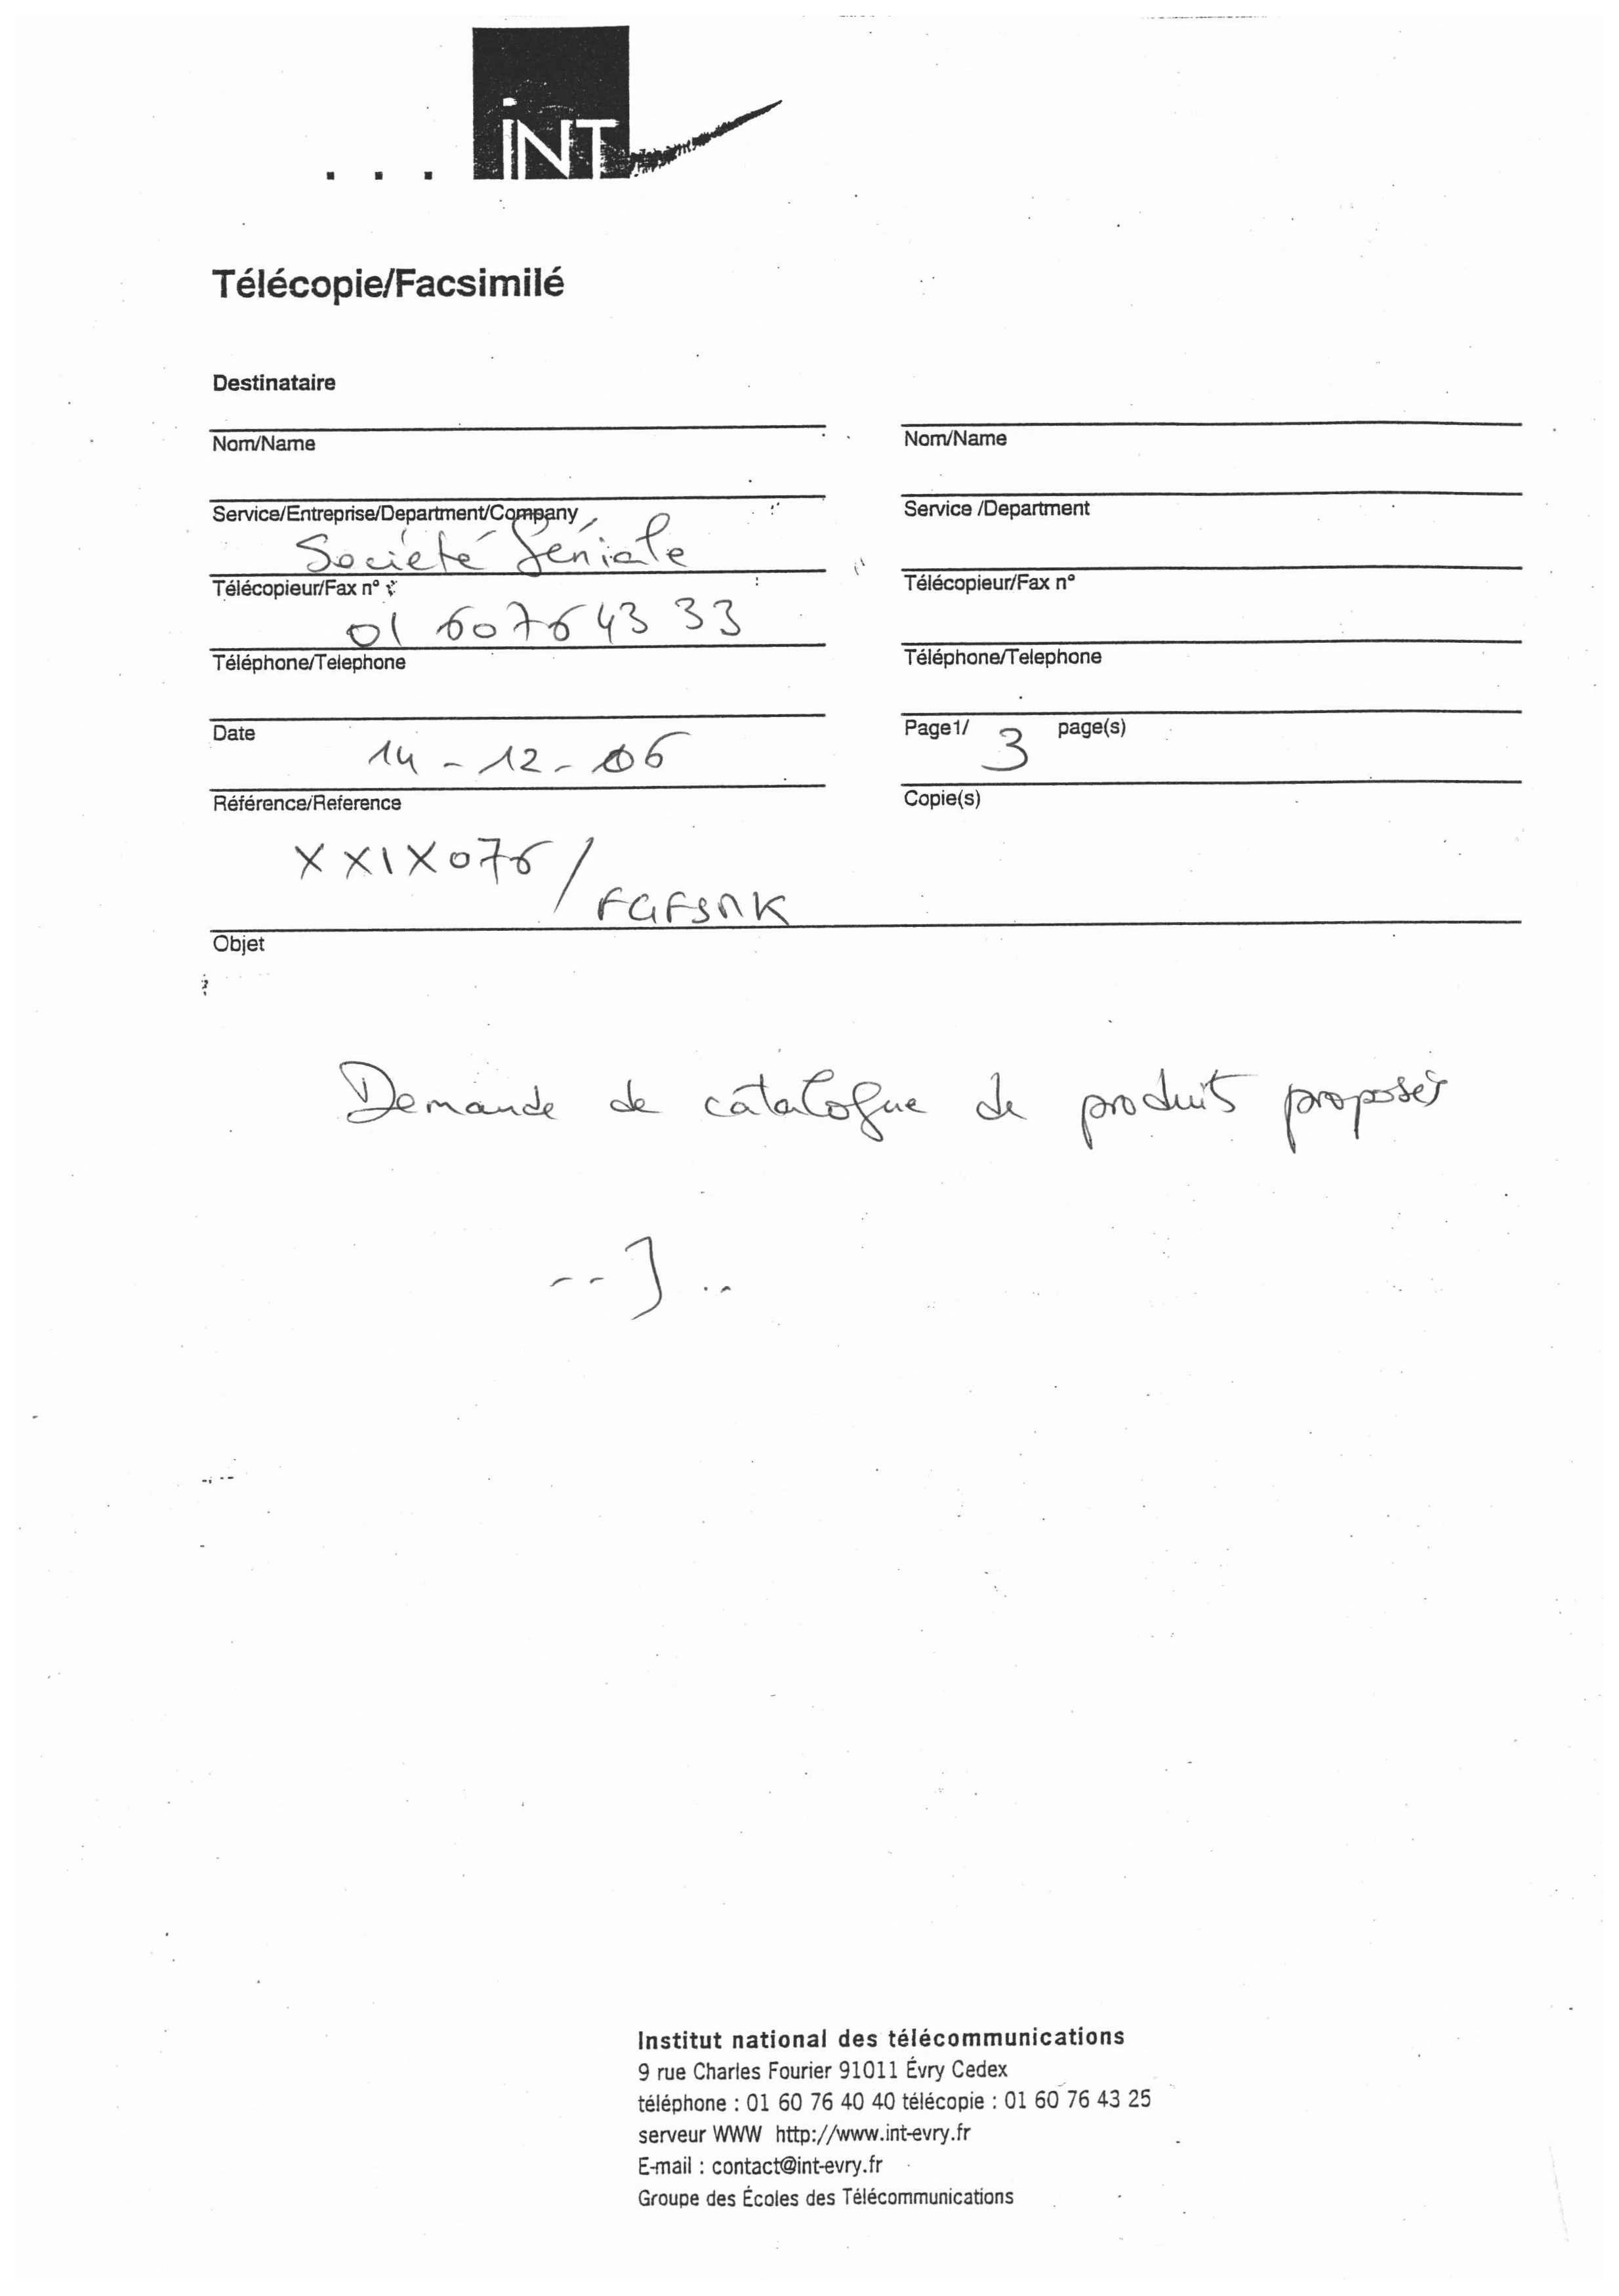 iNT
Télécopie/Facsimilé
Destinataire
Nom/Name
Nom/Name
Service/Entreprise/Department/Company
Service /Department
Société géniale
Télécopieur/Fax n° :
Télécopieur/Fax n°
01 60 76 43 33
Téléphone/Telephone
Téléphone/Telephone
Date
14-12-06
Page1/ 3 page(s)
Référence/Reference
Copie(s)
XXIX076/
Objet
Demande de catalogue de produits proposés
Institut national des télécommunications
9 rue Charles Fourier 91011 Évry Cedex
téléphone : 01 60 76 40 40 télécopie : 01 60 76 43 25
serveur WWW http://www.int-evry.fr
E-mail : contact@int-evry.fr
Groupe des Écoles des Télécommunications